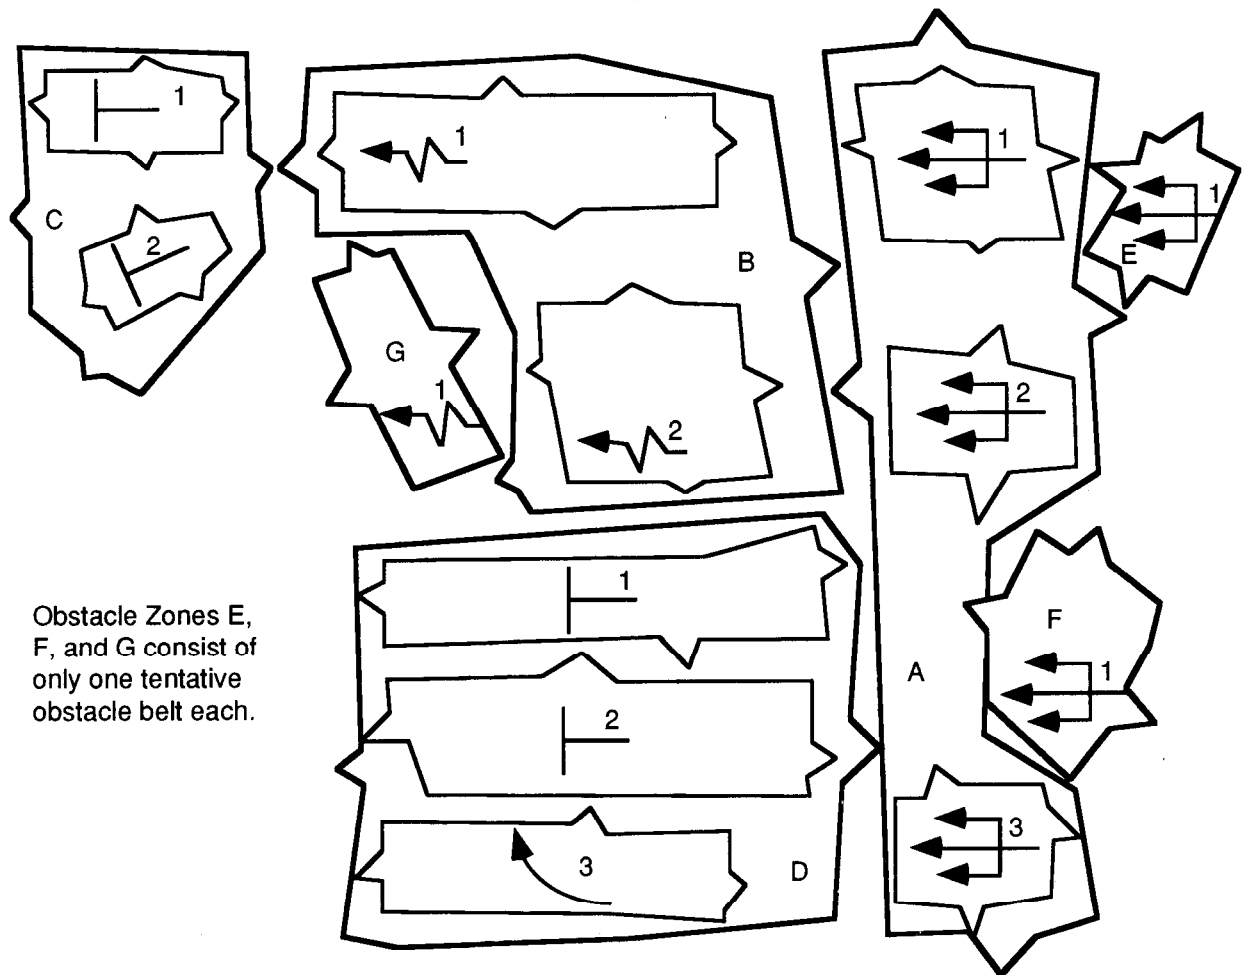 1
C
2
1
B
2
G
1
1
1
E
2
A
F
1
3
1
2
3
D
Obstacle Zones E,
F, and G consist of
only one tentative
obstacle belt each.